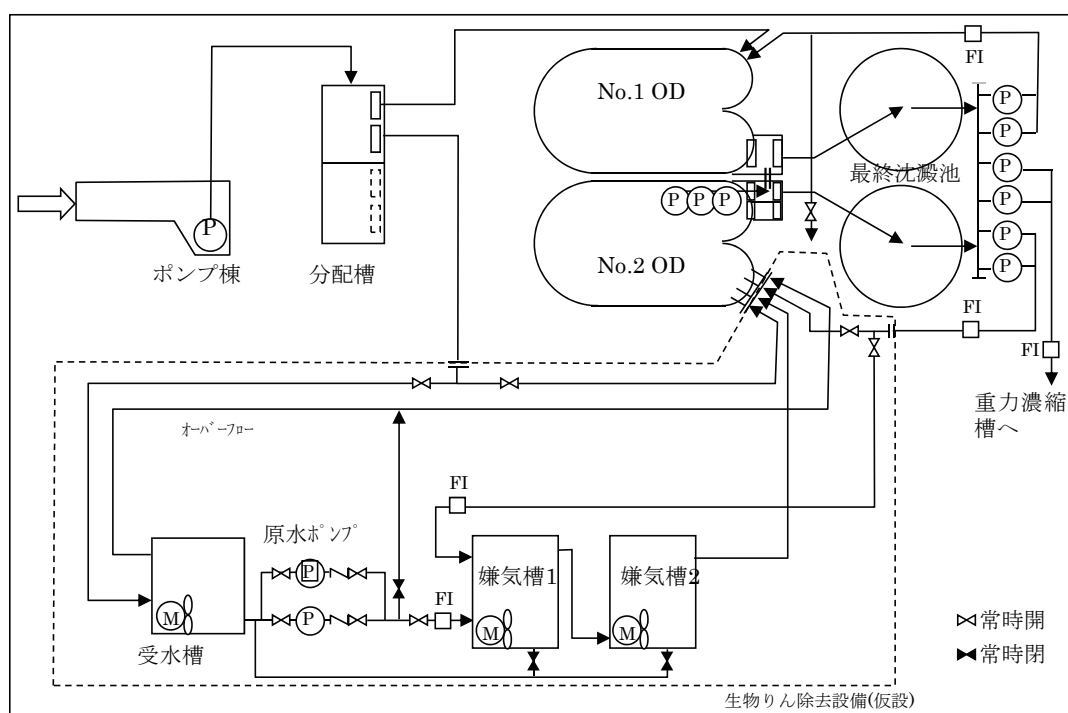 No.1 OD
FI
P
P
最終沈澱池
P
P P P
P
P
ポンプ棟
分配槽
No.2 OD
P
P
FI
FI
重力濃縮
槽へ
オーバーフロー
FI
原水ポンプ
P
嫌気槽1
嫌気槽2
FI
M
P
M
M
常時開
受水槽
常時閉
生物りん除去設備(仮設)